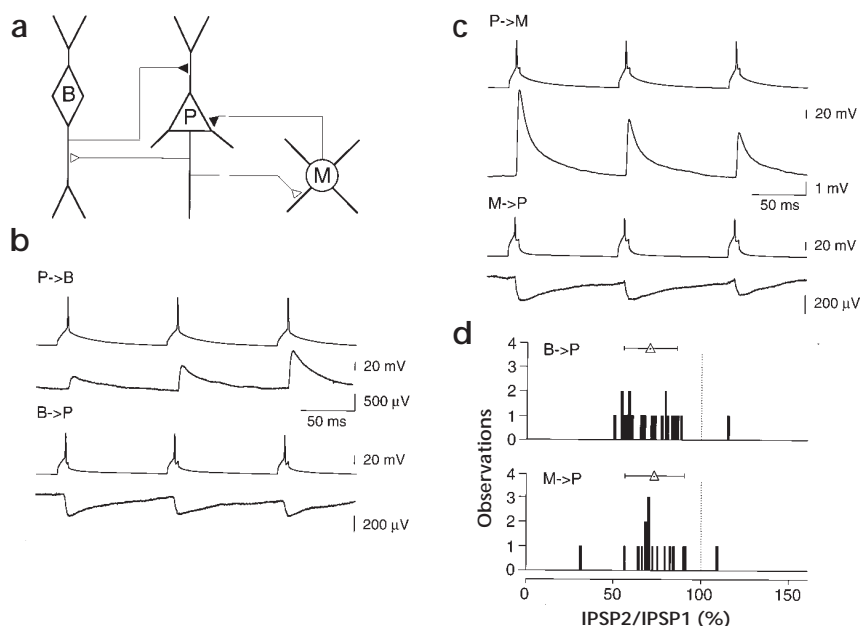 a
B
P
M
b
P->B
20 mV
500 µV
50 ms
B->P
20 mV
200 µV
c
P->M
20 mV
1 mV
50 ms
M->P
20 mV
200 µV
d
B->P
4
3
2
1
0
M->P
4
3
2
1
0
Observations
0 50 100 150
IPSP2/IPSP1 (%)